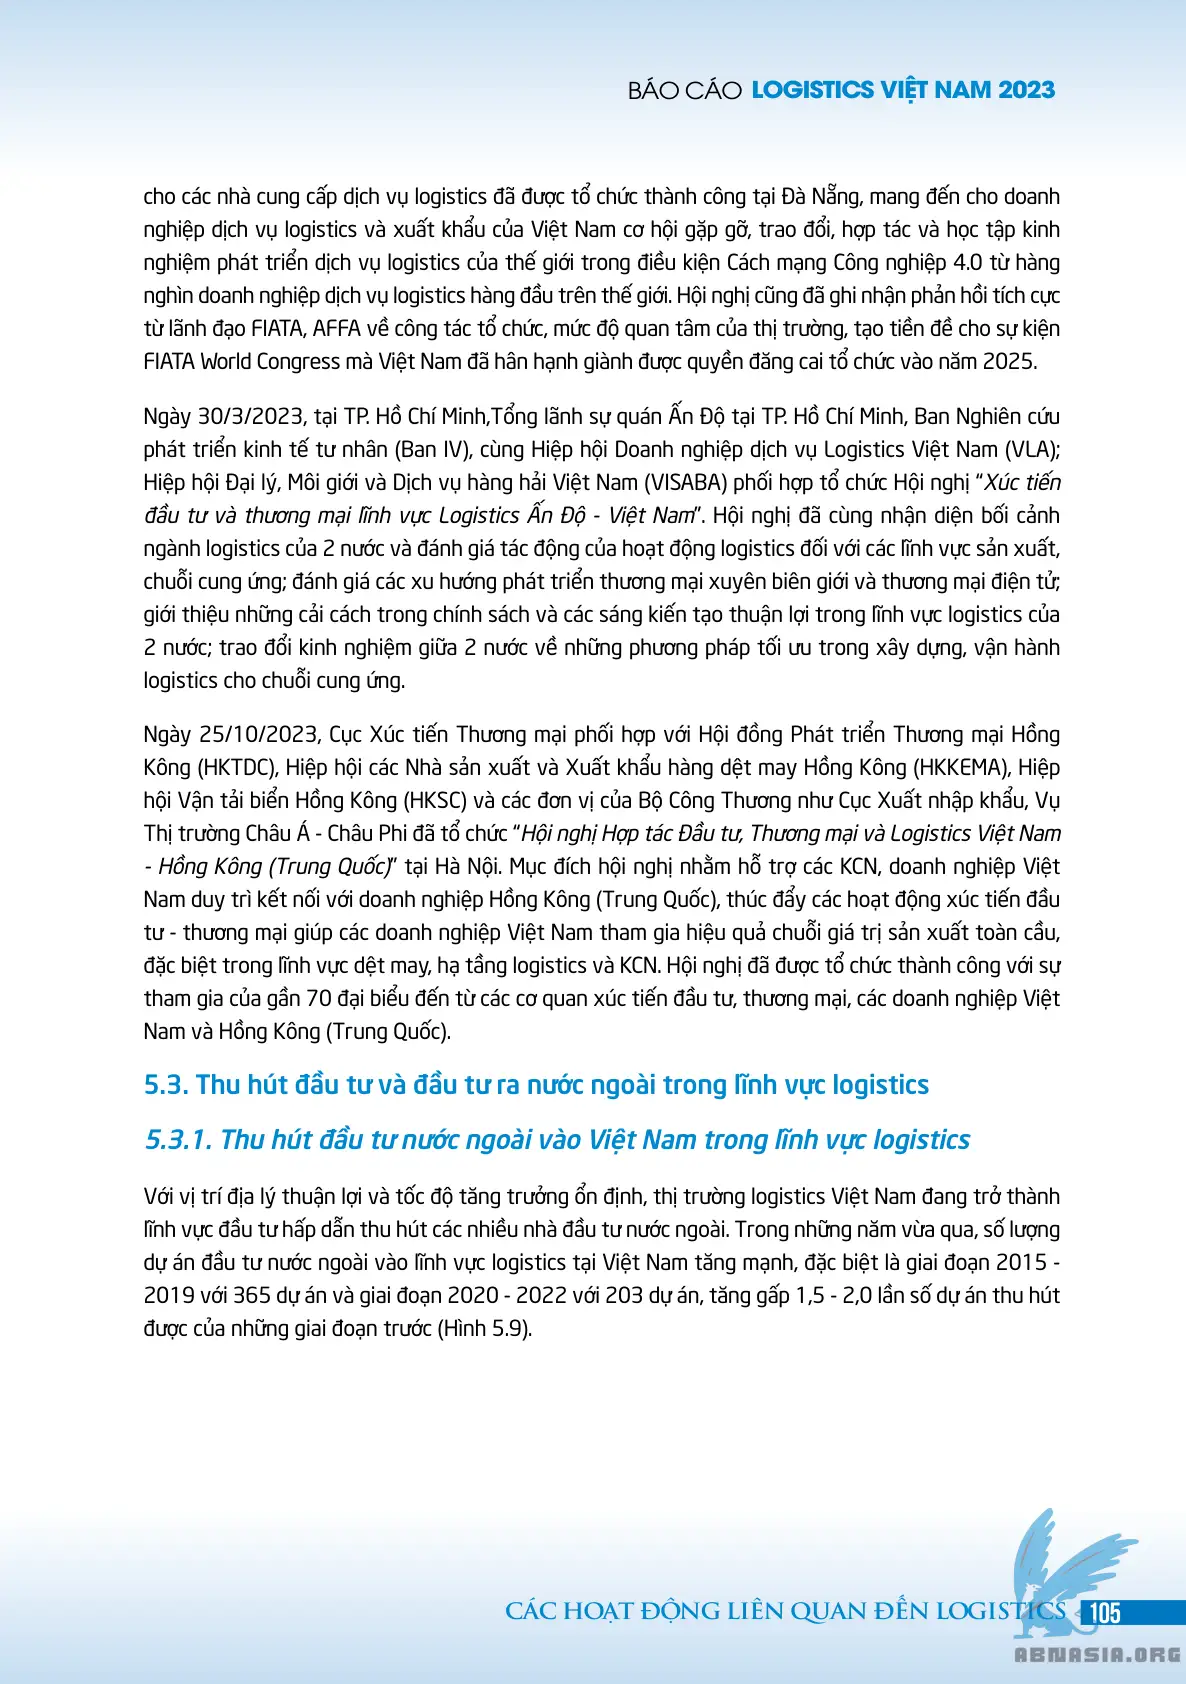 BÁO CÁO LOGISTICS VIỆT NAM 2023
cho các nhà cung cấp dịch vụ logistics đã được tổ chức thành công tại Đà Nẵng, mang đến cho doanh
nghiệp dịch vụ logistics và xuất khẩu của Việt Nam cơ hội gặp gỡ, trao đổi, hợp tác và học tập kinh
nghiệm phát triển dịch vụ logistics của thế giới trong điều kiện Cách mạng Công nghiệp 4.0 từ hàng
nghìn doanh nghiệp dịch vụ logistics hàng đầu trên thế giới. Hội nghị cũng đã ghi nhận phản hồi tích cực
từ lãnh đạo FIATA, AFFA về công tác tổ chức, mức độ quan tâm của thị trường, tạo tiền đề cho sự kiện
FIATA World Congress mà Việt Nam đã hân hạnh giành được quyền đăng cai tổ chức vào năm 2025.
Ngày 30/3/2023, tại TP. Hồ Chí Minh,Tổng lãnh sự quán Ấn Độ tại TP. Hồ Chí Minh, Ban Nghiên cứu
phát triển kinh tế tư nhân (Ban IV), cùng Hiệp hội Doanh nghiệp dịch vụ Logistics Việt Nam (VLA);
Hiệp hội Đại lý, Môi giới và Dịch vụ hàng hải Việt Nam (VISABA) phối hợp tổ chức Hội nghị "Xúc tiến
đầu tư và thương mại lĩnh vực Logistics Ấn Độ - Việt Nam". Hội nghị đã cùng nhận diện bối cảnh
ngành logistics của 2 nước và đánh giá tác động của hoạt động logistics đối với các lĩnh vực sản xuất,
chuỗi cung ứng; đánh giá các xu hướng phát triển thương mại xuyên biên giới và thương mại điện tử;
giới thiệu những cải cách trong chính sách và các sáng kiến tạo thuận lợi trong lĩnh vực logistics của
2 nước; trao đổi kinh nghiệm giữa 2 nước về những phương pháp tối ưu trong xây dựng, vận hành
logistics cho chuỗi cung ứng.
Ngày 25/10/2023, Cục Xúc tiến Thương mại phối hợp với Hội đồng Phát triển Thương mại Hồng
Kông (HKTDC), Hiệp hội các Nhà sản xuất và Xuất khẩu hàng dệt may Hồng Kông (HKKEMA), Hiệp
hội Vận tải biển Hồng Kông (HKSC) và các đơn vị của Bộ Công Thương như Cục Xuất nhập khẩu, Vụ
Thị trường Châu Á - Châu Phi đã tổ chức "Hội nghị Hợp tác Đầu tư, Thương mại và Logistics Việt Nam
- Hồng Kông (Trung Quốc)" tại Hà Nội. Mục đích hội nghị nhằm hỗ trợ các KCN, doanh nghiệp Việt
Nam duy trì kết nối với doanh nghiệp Hồng Kông (Trung Quốc), thúc đẩy các hoạt động xúc tiến đầu
tư - thương mại giúp các doanh nghiệp Việt Nam tham gia hiệu quả chuỗi giá trị sản xuất toàn cầu,
đặc biệt trong lĩnh vực dệt may, hạ tầng logistics và KCN. Hội nghị đã được tổ chức thành công với sự
tham gia của gần 70 đại biểu đến từ các cơ quan xúc tiến đầu tư, thương mại, các doanh nghiệp Việt
Nam và Hồng Kông (Trung Quốc).
5.3. Thu hút đầu tư và đầu tư ra nước ngoài trong lĩnh vực logistics
5.3.1. Thu hút đầu tư nước ngoài vào Việt Nam trong lĩnh vực logistics
Với vị trí địa lý thuận lợi và tốc độ tăng trưởng ổn định, thị trường logistics Việt Nam đang trở thành
lĩnh vực đầu tư hấp dẫn thu hút các nhiều nhà đầu tư nước ngoài. Trong những năm vừa qua, số lượng
dự án đầu tư nước ngoài vào lĩnh vực logistics tại Việt Nam tăng mạnh, đặc biệt là giai đoạn 2015 -
2019 với 365 dự án và giai đoạn 2020 - 2022 với 203 dự án, tăng gấp 1,5 - 2,0 lần số dự án thu hút
được của những giai đoạn trước (Hình 5.9).
CÁC HOẠT ĐỘNG LIÊN QUAN ĐẾN LOGISTICS 105
ABMASIA.ORG